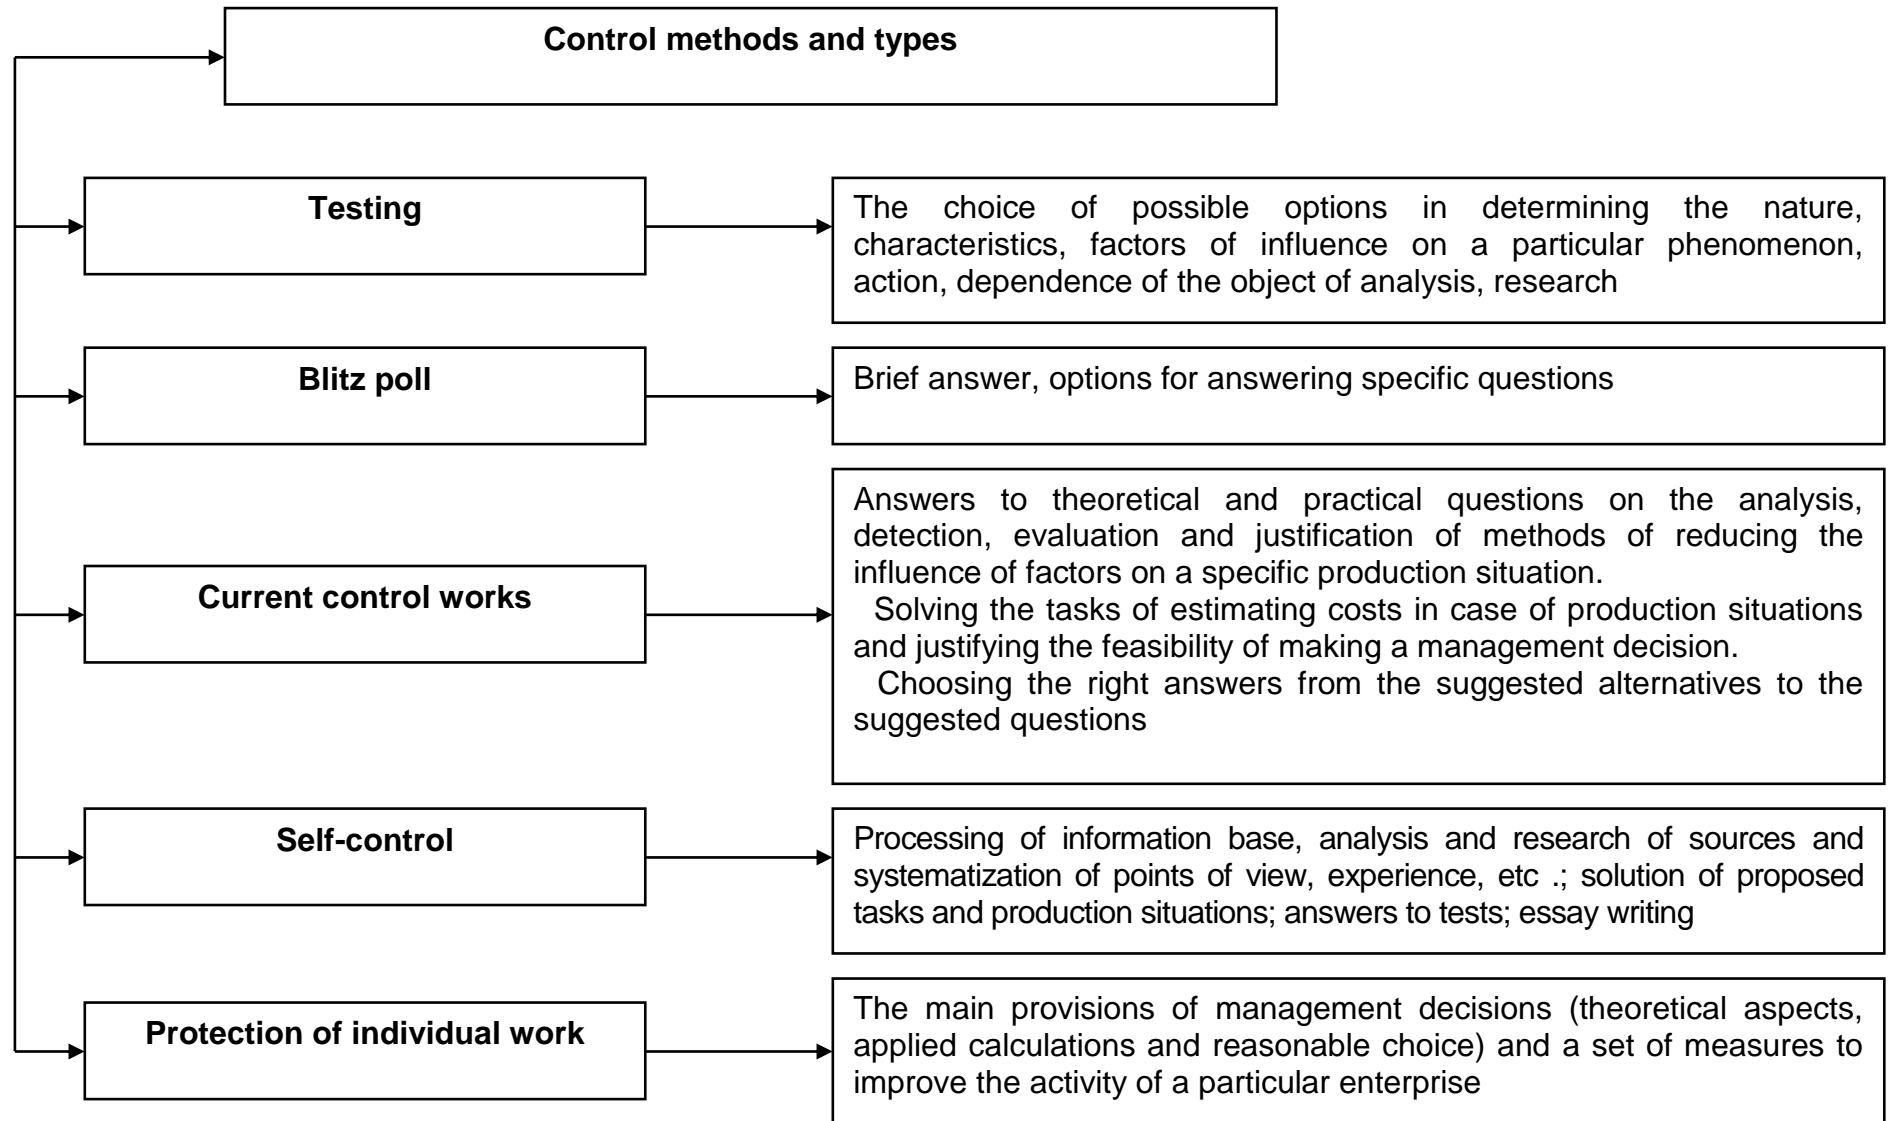 Control methods and types
Testing
The choice of possible options in determining the nature,
characteristics, factors of influence on a particular phenomenon,
action, dependence of the object of analysis, research
Blitz poll
Brief answer, options for answering specific questions
Current control works
Answers to theoretical and practical questions on the analysis,
detection, evaluation and justification of methods of reducing the
influence of factors on a specific production situation.
Solving the tasks of estimating costs in case of production situations
and justifying the feasibility of making a management decision.
Choosing the right answers from the suggested alternatives to the
suggested questions
Self-control
Processing of information base, analysis and research of sources and
systematization of points of view, experience, etc .; solution of proposed
tasks and production situations; answers to tests; essay writing
Protection of individual work
The main provisions of management decisions (theoretical aspects,
applied calculations and reasonable choice) and a set of measures to
improve the activity of a particular enterprise